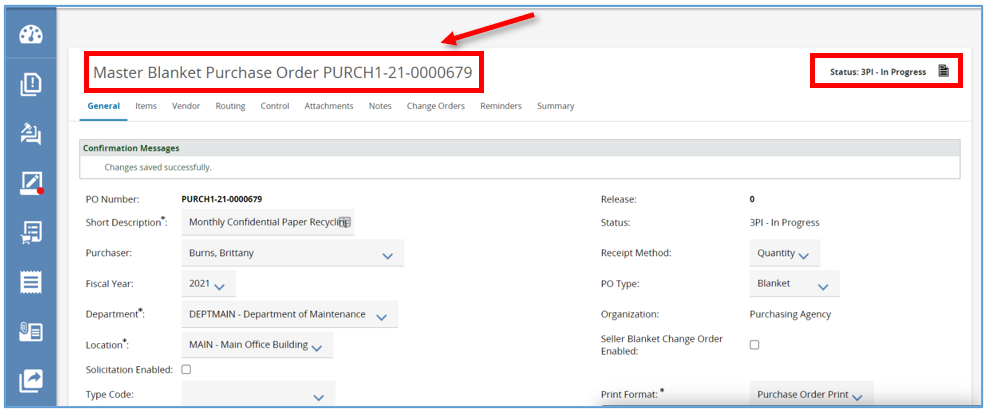 Master Blanket Purchase Order PURCH1-21-0000679
Status: 3PI - In Progress
General Items Vendor Routing Control Attachments Notes Change Orders Reminders Summary
Confirmation Messages
Changes saved successfully.
PO Number: PURCH1-21-0000679 Release: 0
Short Description*: Monthly Confidential Paper Recycling Status: 3PI - In Progress
Purchaser: Burns, Brittany Receipt Method: Quantity
Fiscal Year: 2021 PO Type: Blanket
Department*: DEPTMAIN - Department of Maintenance Organization: Purchasing Agency
Location*: MAIN - Main Office Building Seller Blanket Change Order
Enabled:
Solicitation Enabled:
Type Code: Print Format: * Purchase Order Print